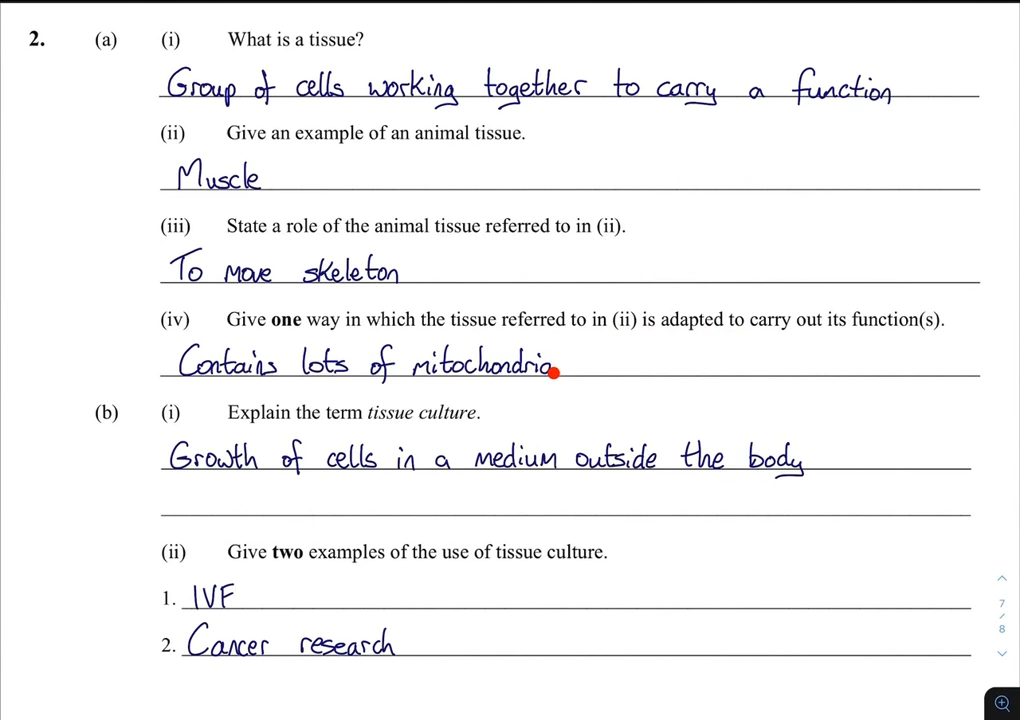 2. (a) (i) What is a tissue?
Group of cells working together to carry a function
(ii) Give an example of an animal tissue.
Muscle
(iii) State a role of the animal tissue referred to in (ii).
To move skeleton
(iv) Give one way in which the tissue referred to in (ii) is adapted to carry out its function(s).
Contains lots of mitochondria
(b) (i) Explain the term tissue culture.
Growth of cells in a medium outside the body
(ii) Give two examples of the use of tissue culture.
1. IVF
2. Cancer research
7
/
8